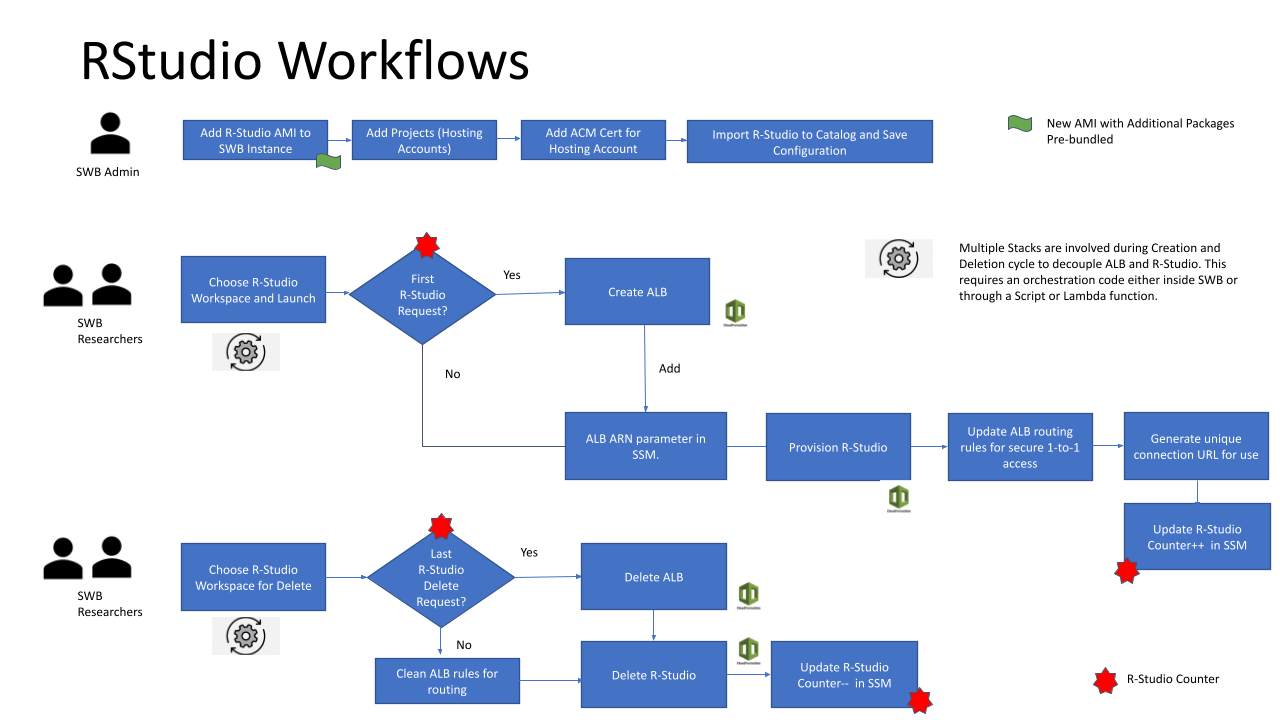 RStudio Workflows
SWB Admin
Add R-Studio AMI to
SWB Instance
Add Projects (Hosting
Accounts)
Add ACM Cert for
Hosting Account
Import R-Studio to Catalog and Save
Configuration
New AMI with Additional Packages
Pre-bundled
Multiple Stacks are involved during Creation and
Deletion cycle to decouple ALB and R-Studio. This
requires an orchestration code either inside SWB or
through a Script or Lambda function.
SWB
Researchers
Choose R-Studio
Workspace and Launch
First
R-Studio
Request?
Yes
Create ALB
CloudFormation
No
Add
ALB ARN parameter in
SSM.
Provision R-Studio
CloudFormation
Update ALB routing
rules for secure 1-to-1
access
Generate unique
connection URL for use
Update R-Studio
Counter++ in SSM
SWB
Researchers
Choose R-Studio
Workspace for Delete
Last
R-Studio
Delete
Request?
Yes
Delete ALB
CloudFormation
No
Clean ALB rules for
routing
Delete R-Studio
CloudFormation
Update R-Studio
Counter-- in SSM
R-Studio Counter